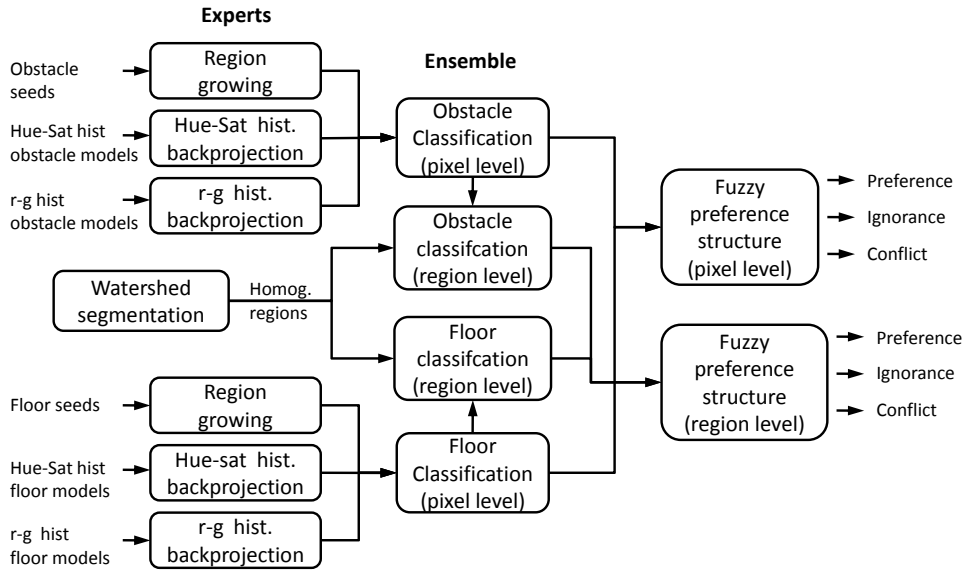 Experts
Obstacle
seeds
Region
growing
Hue-Sat hist
obstacle models
Hue-Sat hist.
backprojection
r-g hist
obstacle models
r-g hist.
backprojection
Watershed
segmentation
Homog.
regions
Floor seeds
Region
growing
Hue-Sat hist
floor models
Hue-sat hist.
backprojection
r-g hist
floor models
r-g hist.
backprojection
Ensemble
Obstacle
Classification
(pixel level)
Obstacle
classifcation
(region level)
Floor
classifcation
(region level)
Floor
Classification
(pixel level)
Fuzzy
preference
structure
(pixel level)
Preference
Ignorance
Conflict
Fuzzy
preference
structure
(region level)
Preference
Ignorance
Conflict